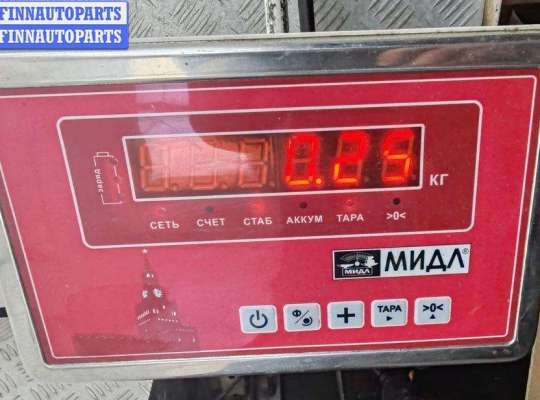 FINNAUTOPARTS
FINNAUTOPARTS
0.25
КГ
заряд
СЕТЬ СЧЕТ СТАБ АККУМ ТАРА >0<
МИДЛ МИДЛ®
ТАРА >0<